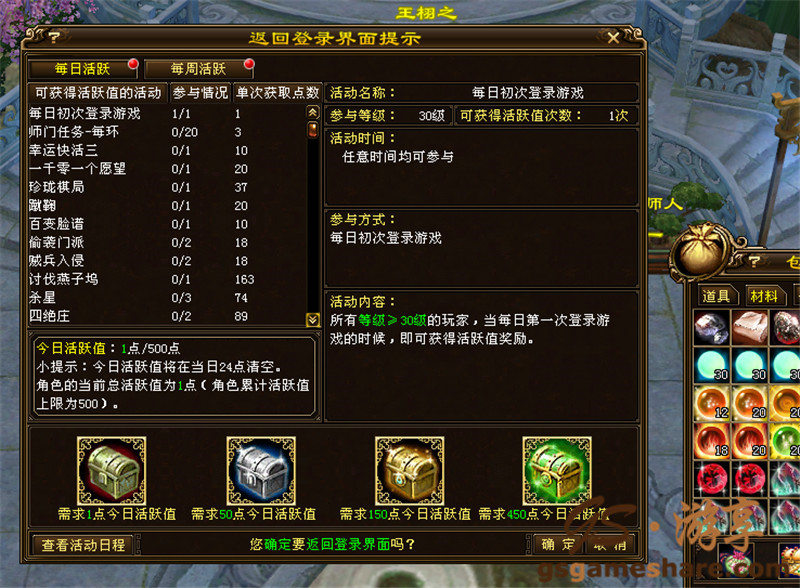 王栩之
?
返回登录界面提示
每日活跃 每周活跃
可获得活跃值的活动 参与情况 单次获取点数
每日初次登录游戏 1/1 1
师门任务-每环 0/20 3
幸运快活三 0/1 10
一千零一个愿望 0/1 20
珍珑棋局 0/1 37
蹴鞠 0/1 20
百变脸谱 0/1 10
偷袭门派 0/2 18
贼兵入侵 0/2 18
讨伐燕子坞 0/1 163
杀星 0/3 74
四绝庄 0/2 89
活动名称： 每日初次登录游戏
参与等级： 30级 可获得活跃值次数： 1次
活动时间：
任意时间均可参与
参与方式：
每日初次登录游戏
活动内容：
所有等级≥30级的玩家，当每日第一次登录游
戏的时候，即可获得活跃值奖励。
今日活跃值：1点/500点
小提示：今日活跃值将在当日24点清空。
角色的当前总活跃值为1点（角色累计活跃值
上限为500）。
需求1点今日活跃值 需求50点今日活跃值 需求150点今日活跃值 需求450点今日活跃值
查看活动日程 您确定要返回登录界面吗？ 确 定 取 消
师人
?
包
道具 材料
30 30 30
12 20 20
18 20 20
GS·游享
gsgameshare.com